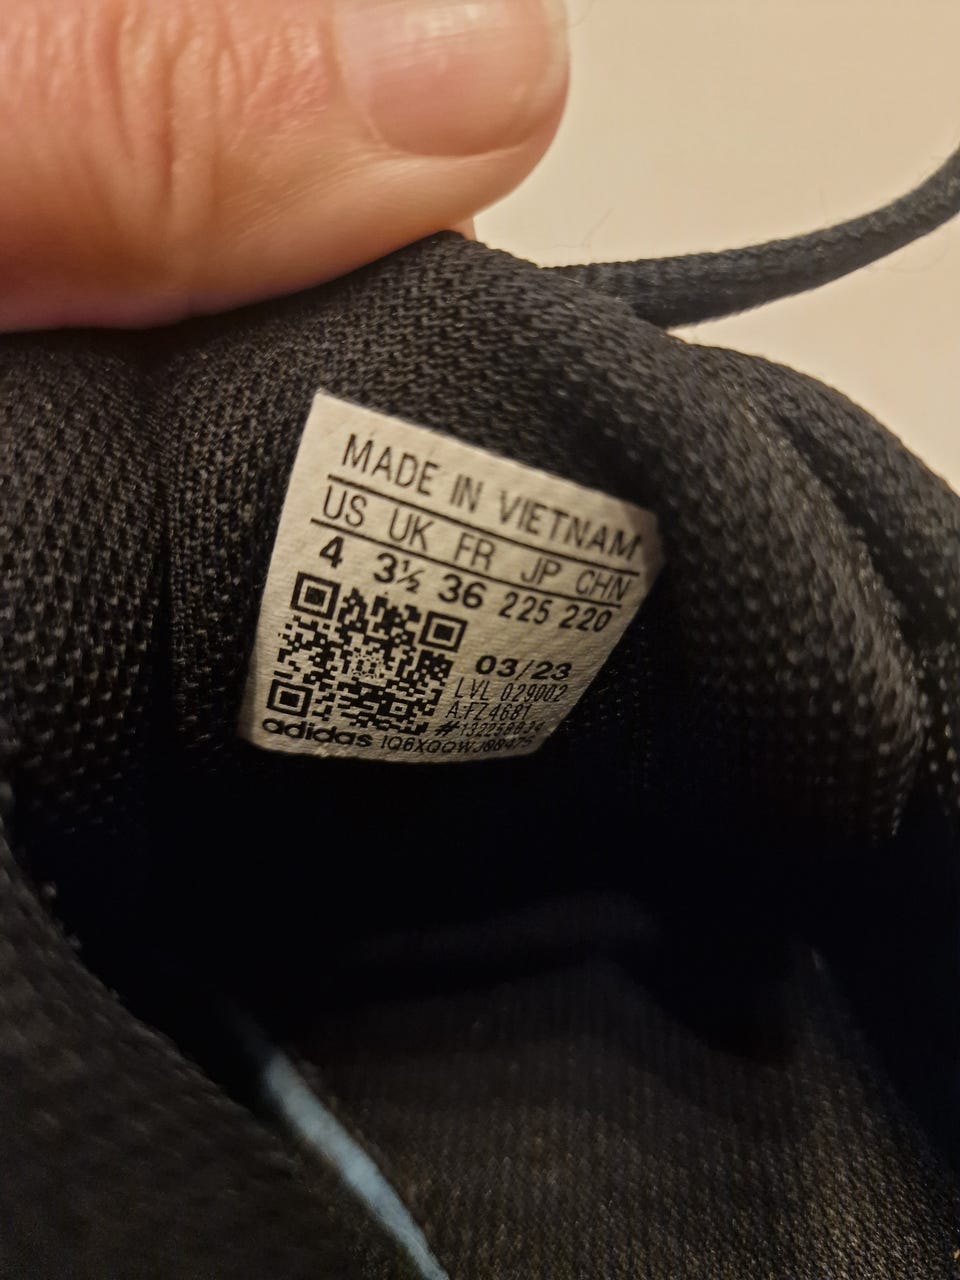 MADE IN VIETNAM
US UK FR JP CHN
4 3½ 36 225 220
03/23
LVL 029002
A:FZ4681
adidas